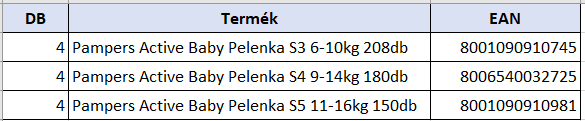 DB Termék EAN
4 Pampers Active Baby Pelenka S3 6-10kg 208db 8001090910745
4 Pampers Active Baby Pelenka S4 9-14kg 180db 8006540032725
4 Pampers Active Baby Pelenka S5 11-16kg 150db 8001090910981